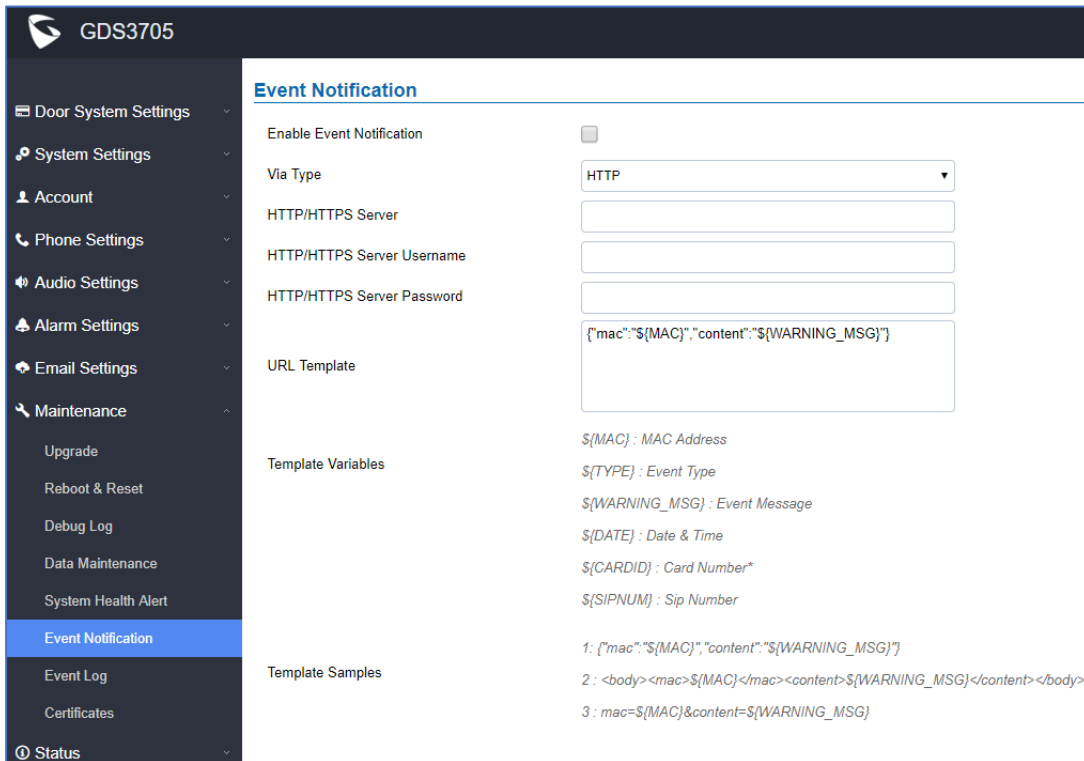 GDS3705
Door System Settings
System Settings
Account
Phone Settings
Audio Settings
Alarm Settings
Email Settings
Maintenance
Upgrade
Reboot & Reset
Debug Log
Data Maintenance
System Health Alert
Event Notification
Event Log
Certificates
Status
Event Notification
Enable Event Notification
Via Type
HTTP
HTTP/HTTPS Server
HTTP/HTTPS Server Username
HTTP/HTTPS Server Password
URL Template
{"mac":"${MAC}","content":"${WARNING_MSG}"}
Template Variables
${MAC} : MAC Address
${TYPE} : Event Type
${WARNING_MSG} : Event Message
${DATE} : Date & Time
${CARDID} : Card Number*
${SIPNUM} : Sip Number
Template Samples
1: {"mac":"${MAC}","content":"${WARNING_MSG}"}
2 : <body><mac>${MAC}</mac><content>${WARNING_MSG}</content></body>
3 : mac=${MAC}&content=${WARNING_MSG}